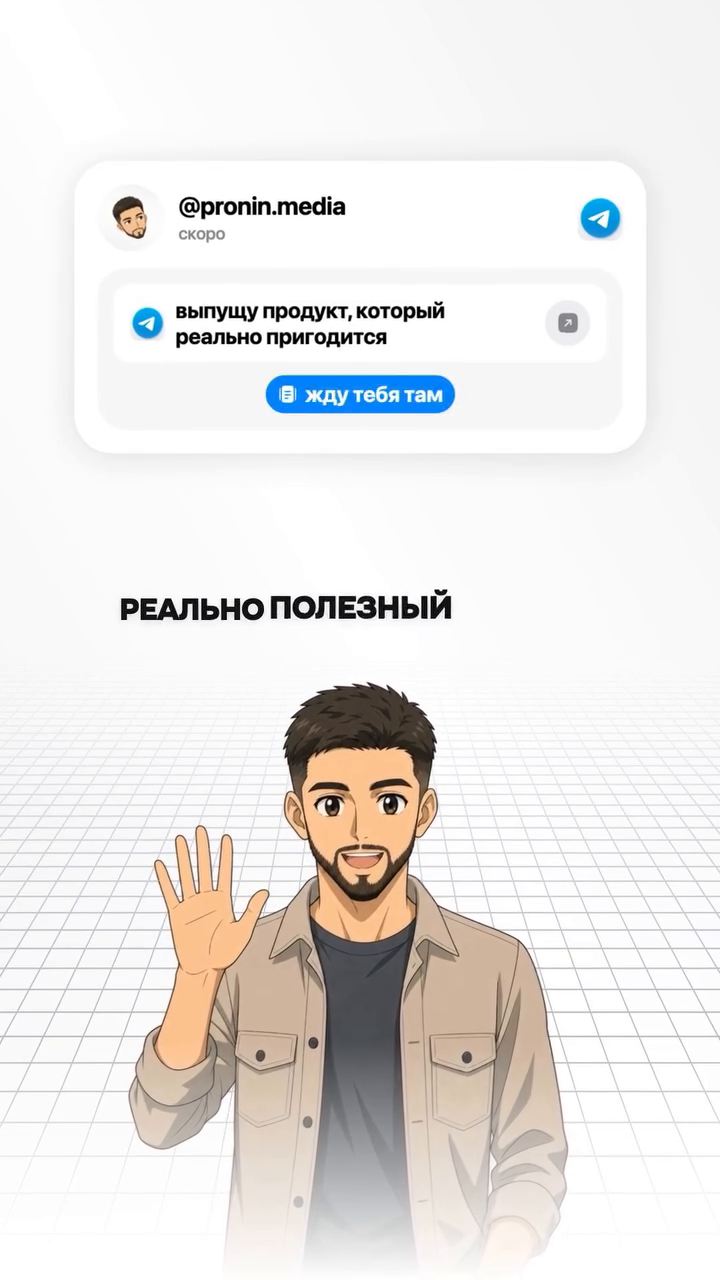 @pronin.media
скоро
выпущу продукт, который
реально пригодится
жду тебя там
РЕАЛЬНО ПОЛЕЗНЫЙ